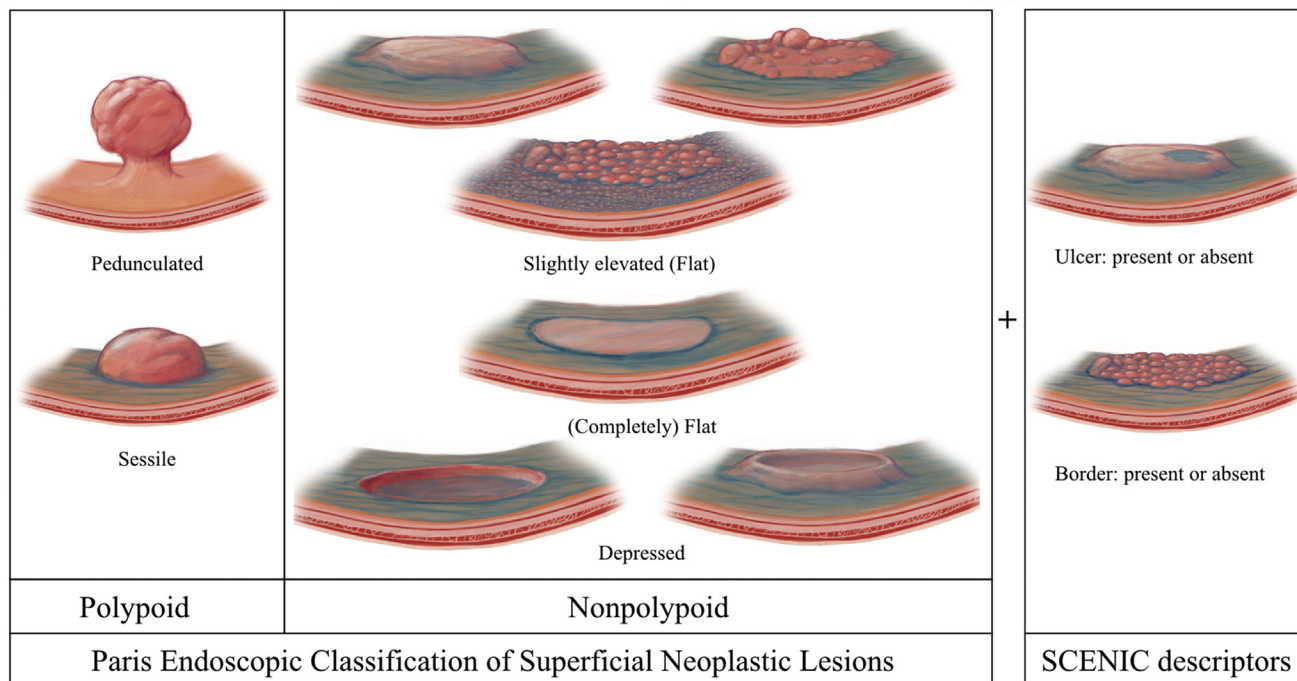 Pedunculated
Sessile
Slightly elevated (Flat)
(Completely) Flat
Depressed
+
Ulcer: present or absent
Border: present or absent
Polypoid
Nonpolypoid
Paris Endoscopic Classification of Superficial Neoplastic Lesions
SCENIC descriptors